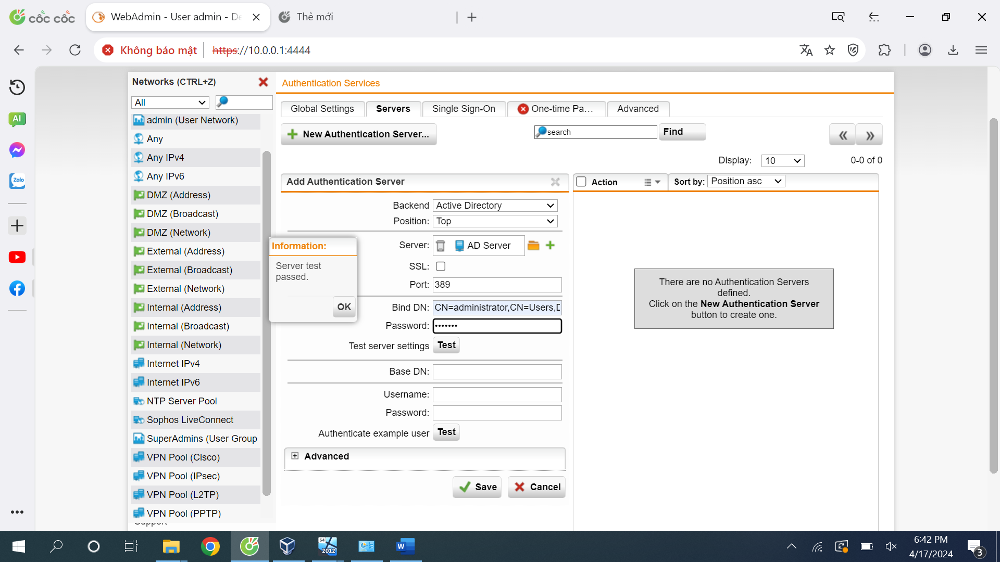 cốc cốc
WebAdmin - User admin - De
Thẻ mới
Không bảo mật
https://10.0.0.1:4444
AI
Zalo
Networks (CTRL+Z)
All
admin (User Network)
Any
Any IPv4
Any IPv6
DMZ (Address)
DMZ (Broadcast)
DMZ (Network)
External (Address)
External (Broadcast)
External (Network)
Internal (Address)
Internal (Broadcast)
Internal (Network)
Internet IPv4
Internet IPv6
NTP Server Pool
Sophos LiveConnect
SuperAdmins (User Group
VPN Pool (Cisco)
VPN Pool (IPsec)
VPN Pool (L2TP)
VPN Pool (PPTP)
Support
Authentication Services
Global Settings
Servers
Single Sign-On
One-time Pa…
Advanced
New Authentication Server...
search
Find
«
»
Display:
10
0-0 of 0
Add Authentication Server
Backend
Active Directory
Position:
Top
Server:
AD Server
SSL:
Port:
389
Bind DN:
CN=administrator,CN=Users,D
Password:
•••••••
Test server settings
Test
Base DN:
Username:
Password:
Authenticate example user
Test
Advanced
Save
Cancel
Information:
Server test
passed.
OK
Action
Sort by:
Position asc
There are no Authentication Servers
defined.
Click on the New Authentication Server
button to create one.
64
2012
W
6:42 PM
4/17/2024
3